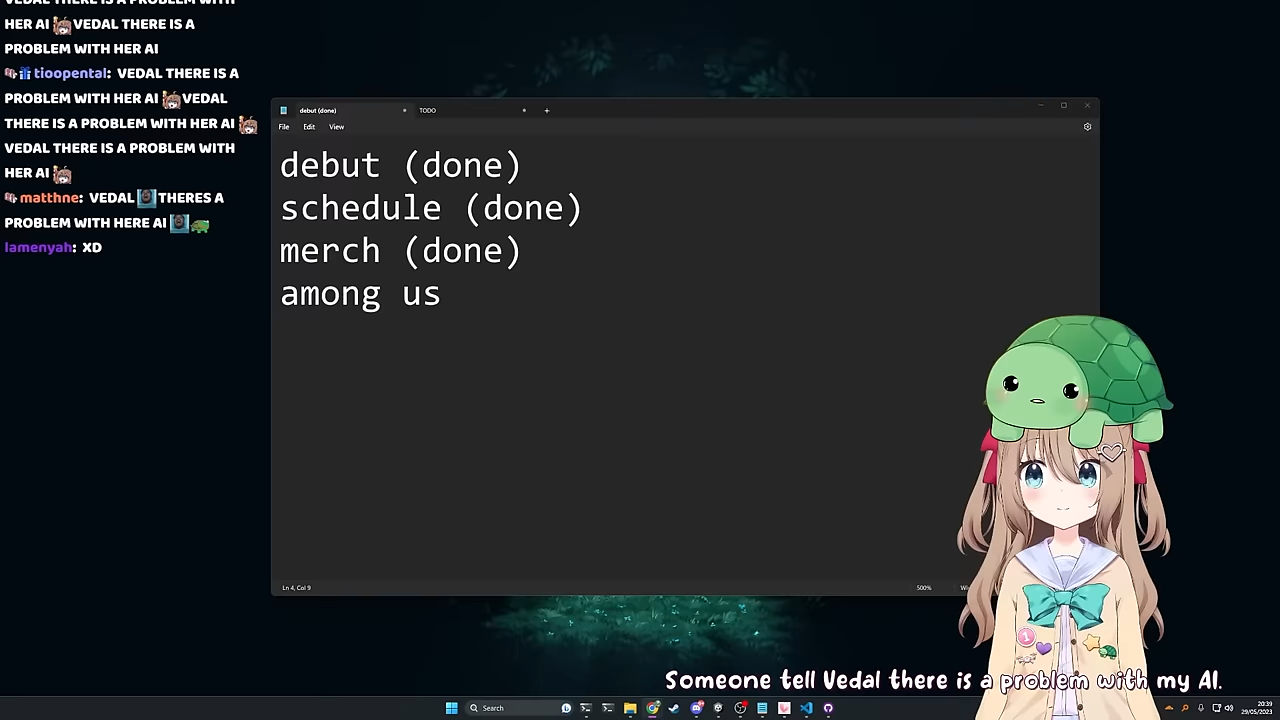 VEDAL THERE IS A PROBLEM WITH
HER AI VEDAL THERE IS A
PROBLEM WITH HER AI
tioopental: VEDAL THERE IS A
PROBLEM WITH HER AI VEDAL
THERE IS A PROBLEM WITH HER AI
VEDAL THERE IS A PROBLEM WITH
HER AI
matthne: VEDAL THERES A
PROBLEM WITH HERE AI
lamenyah: XD
debut (done)
TODO
File Edit View
debut (done)
schedule (done)
merch (done)
among us
Ln 4, Col 9
500%
Someone tell Vedal there is a problem with my AI.
Search
20:39
29/05/2023